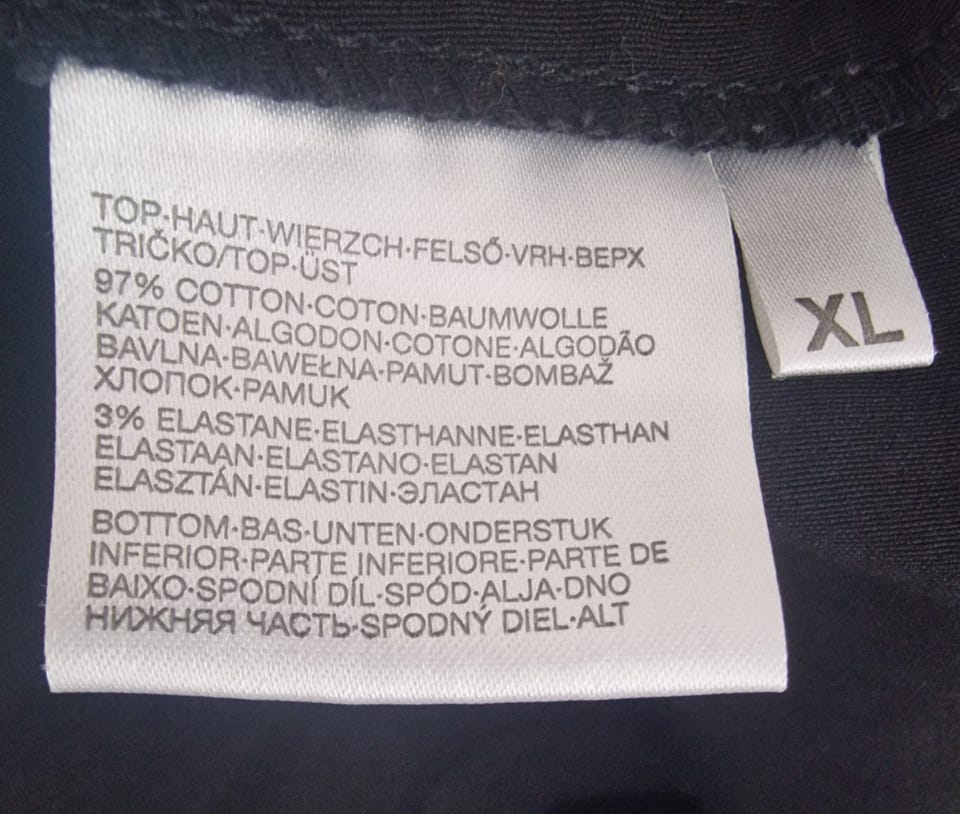 TOP·HAUT·WIERZCH·FELSŐ·VRH·ВЕРХ
TRIČKO/TOP·ÜST
97% COTTON·COTON·BAUMWOLLE
KATOEN·ALGODON·COTONE·ALGODÃO
BAVLNA·BAWEŁNA·PAMUT·BOMBAŽ
ХЛОПОК·PAMUK
3% ELASTANE·ELASTHANNE·ELASTHAN
ELASTAAN·ELASTANO·ELASTAN
ELASZTÁN·ELASTIN·ЭЛАСТАН
BOTTOM·BAS·UNTEN·ONDERSTUK
INFERIOR·PARTE INFERIORE·PARTE DE
BAIXO·SPODNÍ DÍL·SPÓD·ALJA·DNO
НИЖНЯЯ ЧАСТЬ·SPODNÝ DIEL·ALT
XL